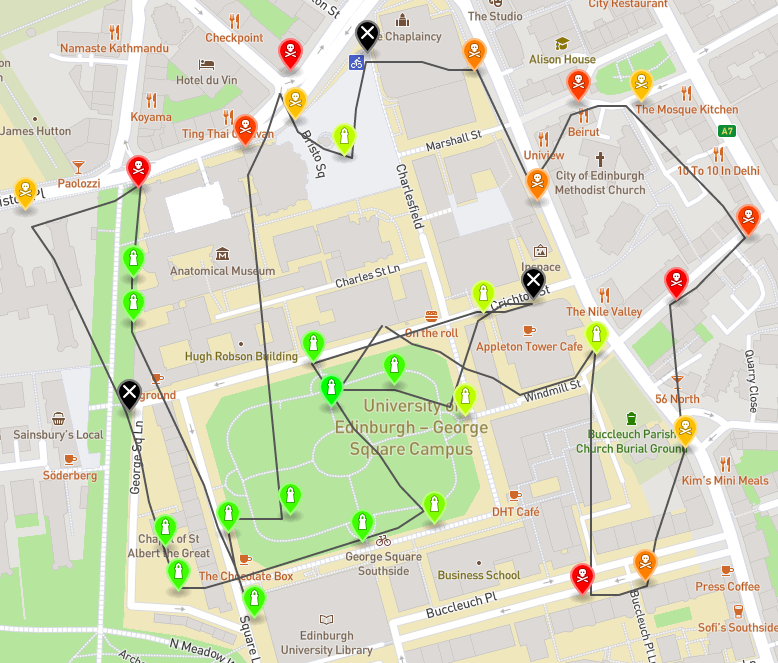 The Studio
City Restaurant
Checkpoint
Chaplaincy
Namaste Kathmandu
Alison House
Hotel du Vin
The Mosque Kitchen
Koyama
James Hutton
Ting Thai
Beirut
A7
Bristo Sq
Marshall St
Uniview
Paolozzi
City of Edinburgh
Methodist Church
10 To 10 In Delhi
Charlesfield
Anatomical Museum
Inspace
Charles St Ln
Crichton St
The Nile Valley
On the roll
Appleton Tower Cafe
Hugh Robson Building
Quarry Close
Windmill St
56 North
University of
Edinburgh – George
Square Campus
Sainsbury's Local
George Sq Ln
Buccleuch Parish
Church Burial Ground
Söderberg
Kim's Mini Meals
DHT Café
Chapel of St
Albert the Great
The Chocolate Box
George Square
Southside
Business School
Press Coffee
Buccleuch Pl
Buccleuch Pl
Sofi's Southside
Edinburgh
University Library
Square L
N Meadow